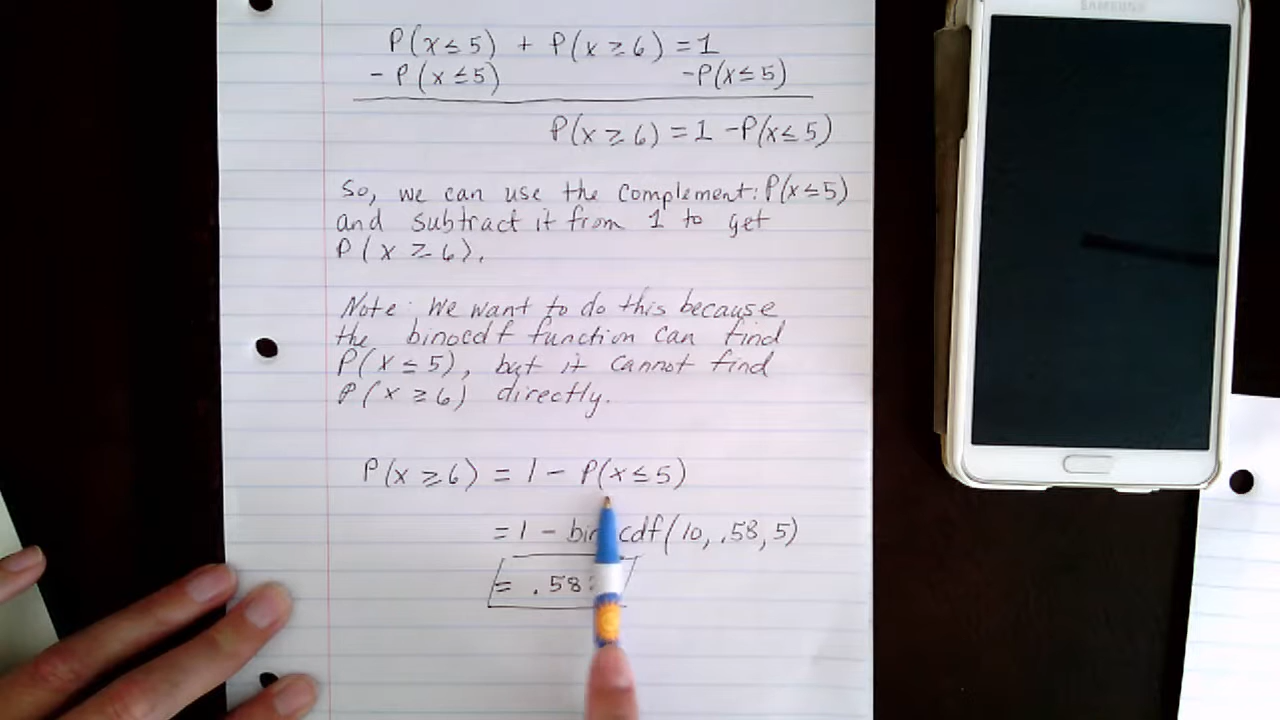 SAMSUNG
P(x ≤ 5) + P(x ≥ 6) = 1
- P(x ≤ 5) -P(x ≤ 5)
P(x ≥ 6) = 1 - P(x ≤ 5)
So, we can use the complement: P(x ≤ 5)
and subtract it from 1 to get
P(x ≥ 6).
Note: We want to do this because
the binocdf function can find
P(x ≤ 5), but it cannot find
P(x ≥ 6) directly.
P(x ≥ 6) = 1 - P(x ≤ 5)
= 1 - binocdf(10, .58, 5)
= .58